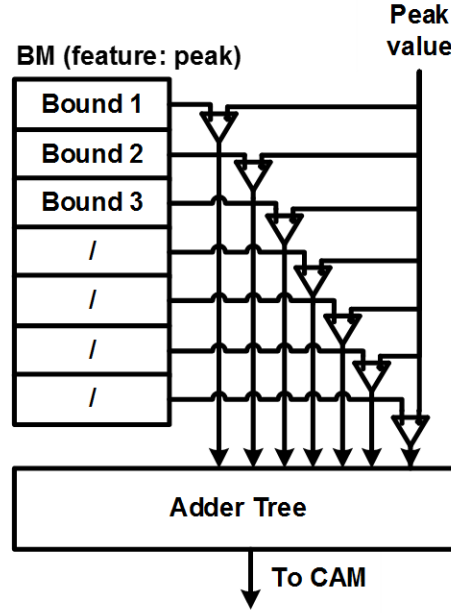 Peak
value
BM (feature: peak)
Bound 1
Bound 2
Bound 3
/
/
/
/
Adder Tree
To CAM